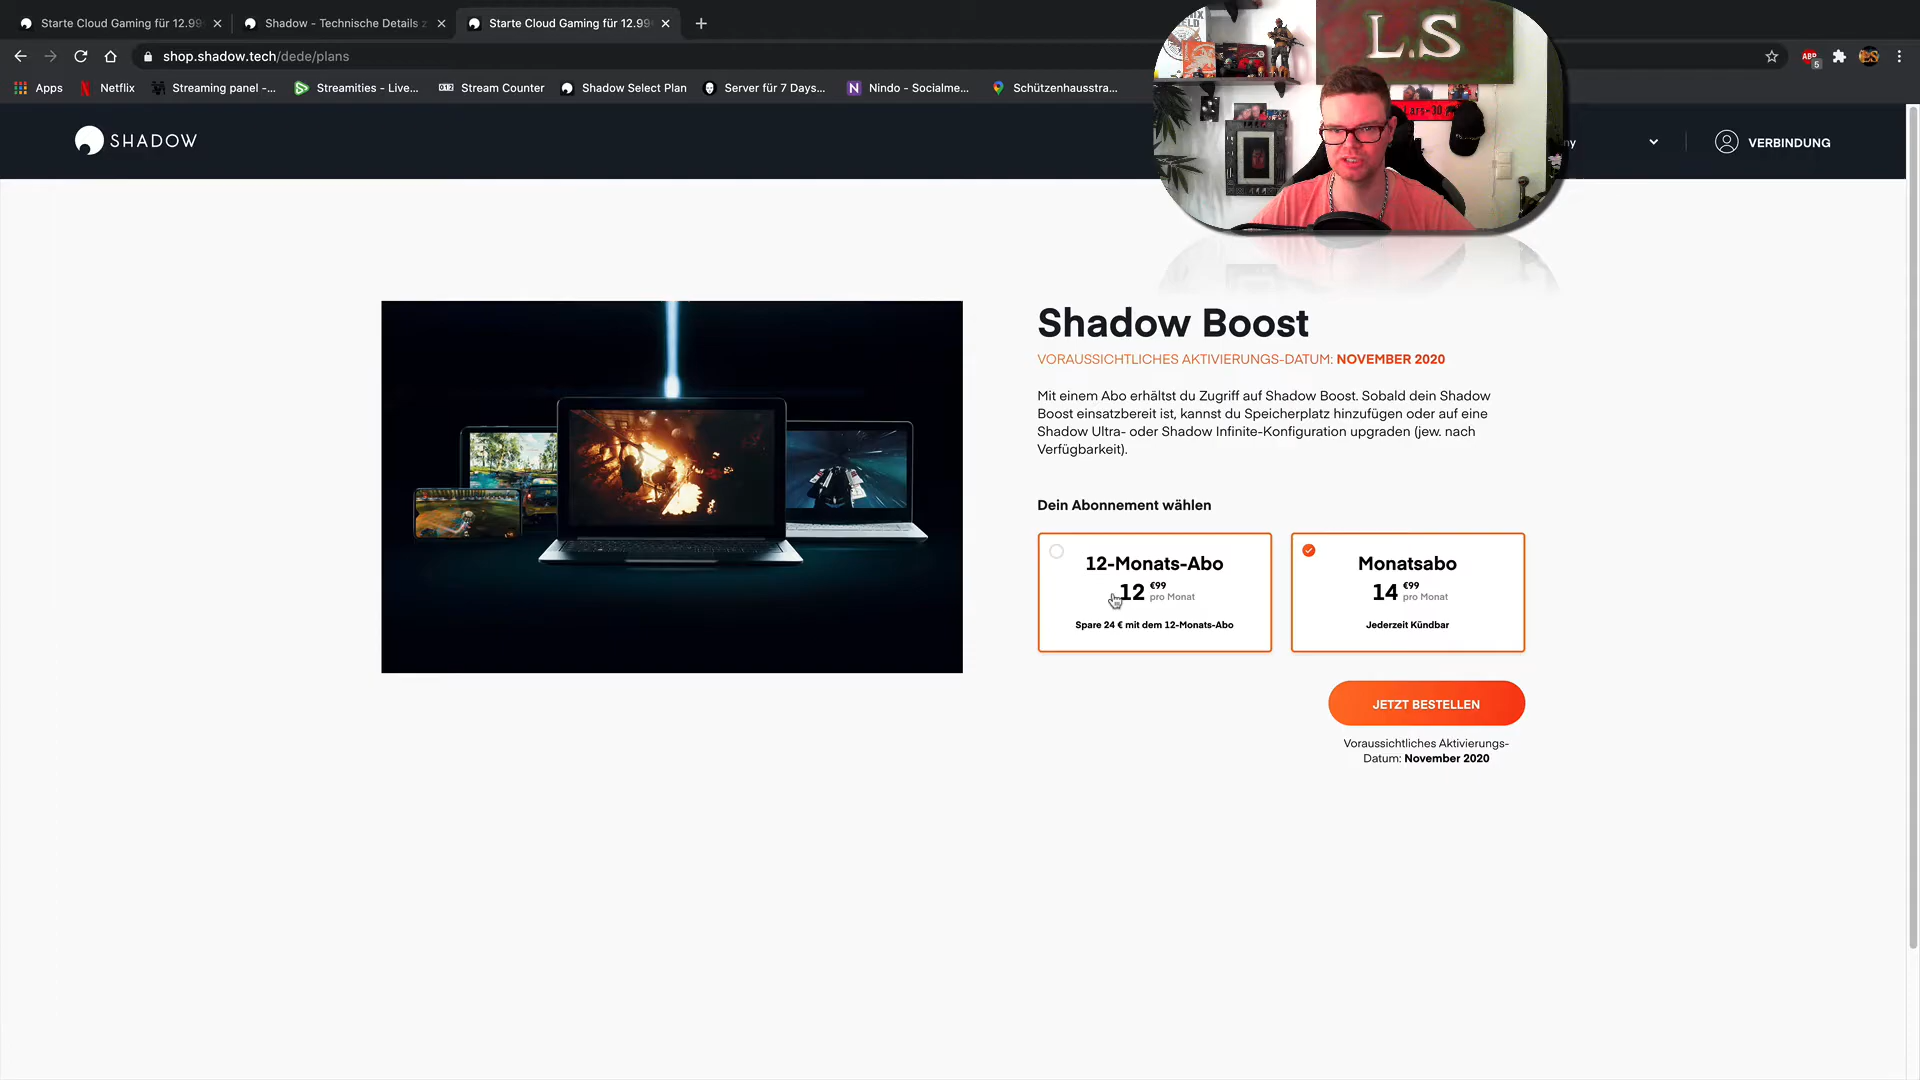 Starte Cloud Gaming für 12.99
Shadow - Technische Details z
Starte Cloud Gaming für 12.99
shop.shadow.tech/dede/plans
ABP
5
Apps
Netflix
Streaming panel -...
Streamities - Live...
Stream Counter
Shadow Select Plan
Server für 7 Days...
N
Nindo - Socialme...
Schützenhausstra...
L.S
SHADOW
ny
VERBINDUNG
Shadow Boost
VORAUSSICHTLICHES AKTIVIERUNGS-DATUM: NOVEMBER 2020
Mit einem Abo erhältst du Zugriff auf Shadow Boost. Sobald dein Shadow
Boost einsatzbereit ist, kannst du Speicherplatz hinzufügen oder auf eine
Shadow Ultra- oder Shadow Infinite-Konfiguration upgraden (jew. nach
Verfügbarkeit).
Dein Abonnement wählen
12-Monats-Abo
12 €99
pro Monat
Spare 24 € mit dem 12-Monats-Abo
Monatsabo
14 €99
pro Monat
Jederzeit Kündbar
JETZT BESTELLEN
Voraussichtliches Aktivierungs-
Datum: November 2020